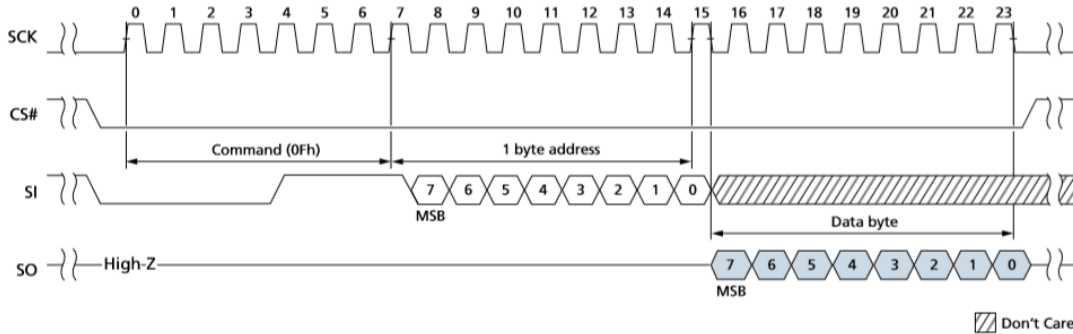 0 1 2 3 4 5 6 7 8 9 10 11 12 13 14 15 16 17 18 19 20 21 22 23
SCK
CS#
Command (0Fh) 1 byte address
SI 7 6 5 4 3 2 1 0
MSB
Data byte
SO High-Z 7 6 5 4 3 2 1 0
MSB
Don't Care